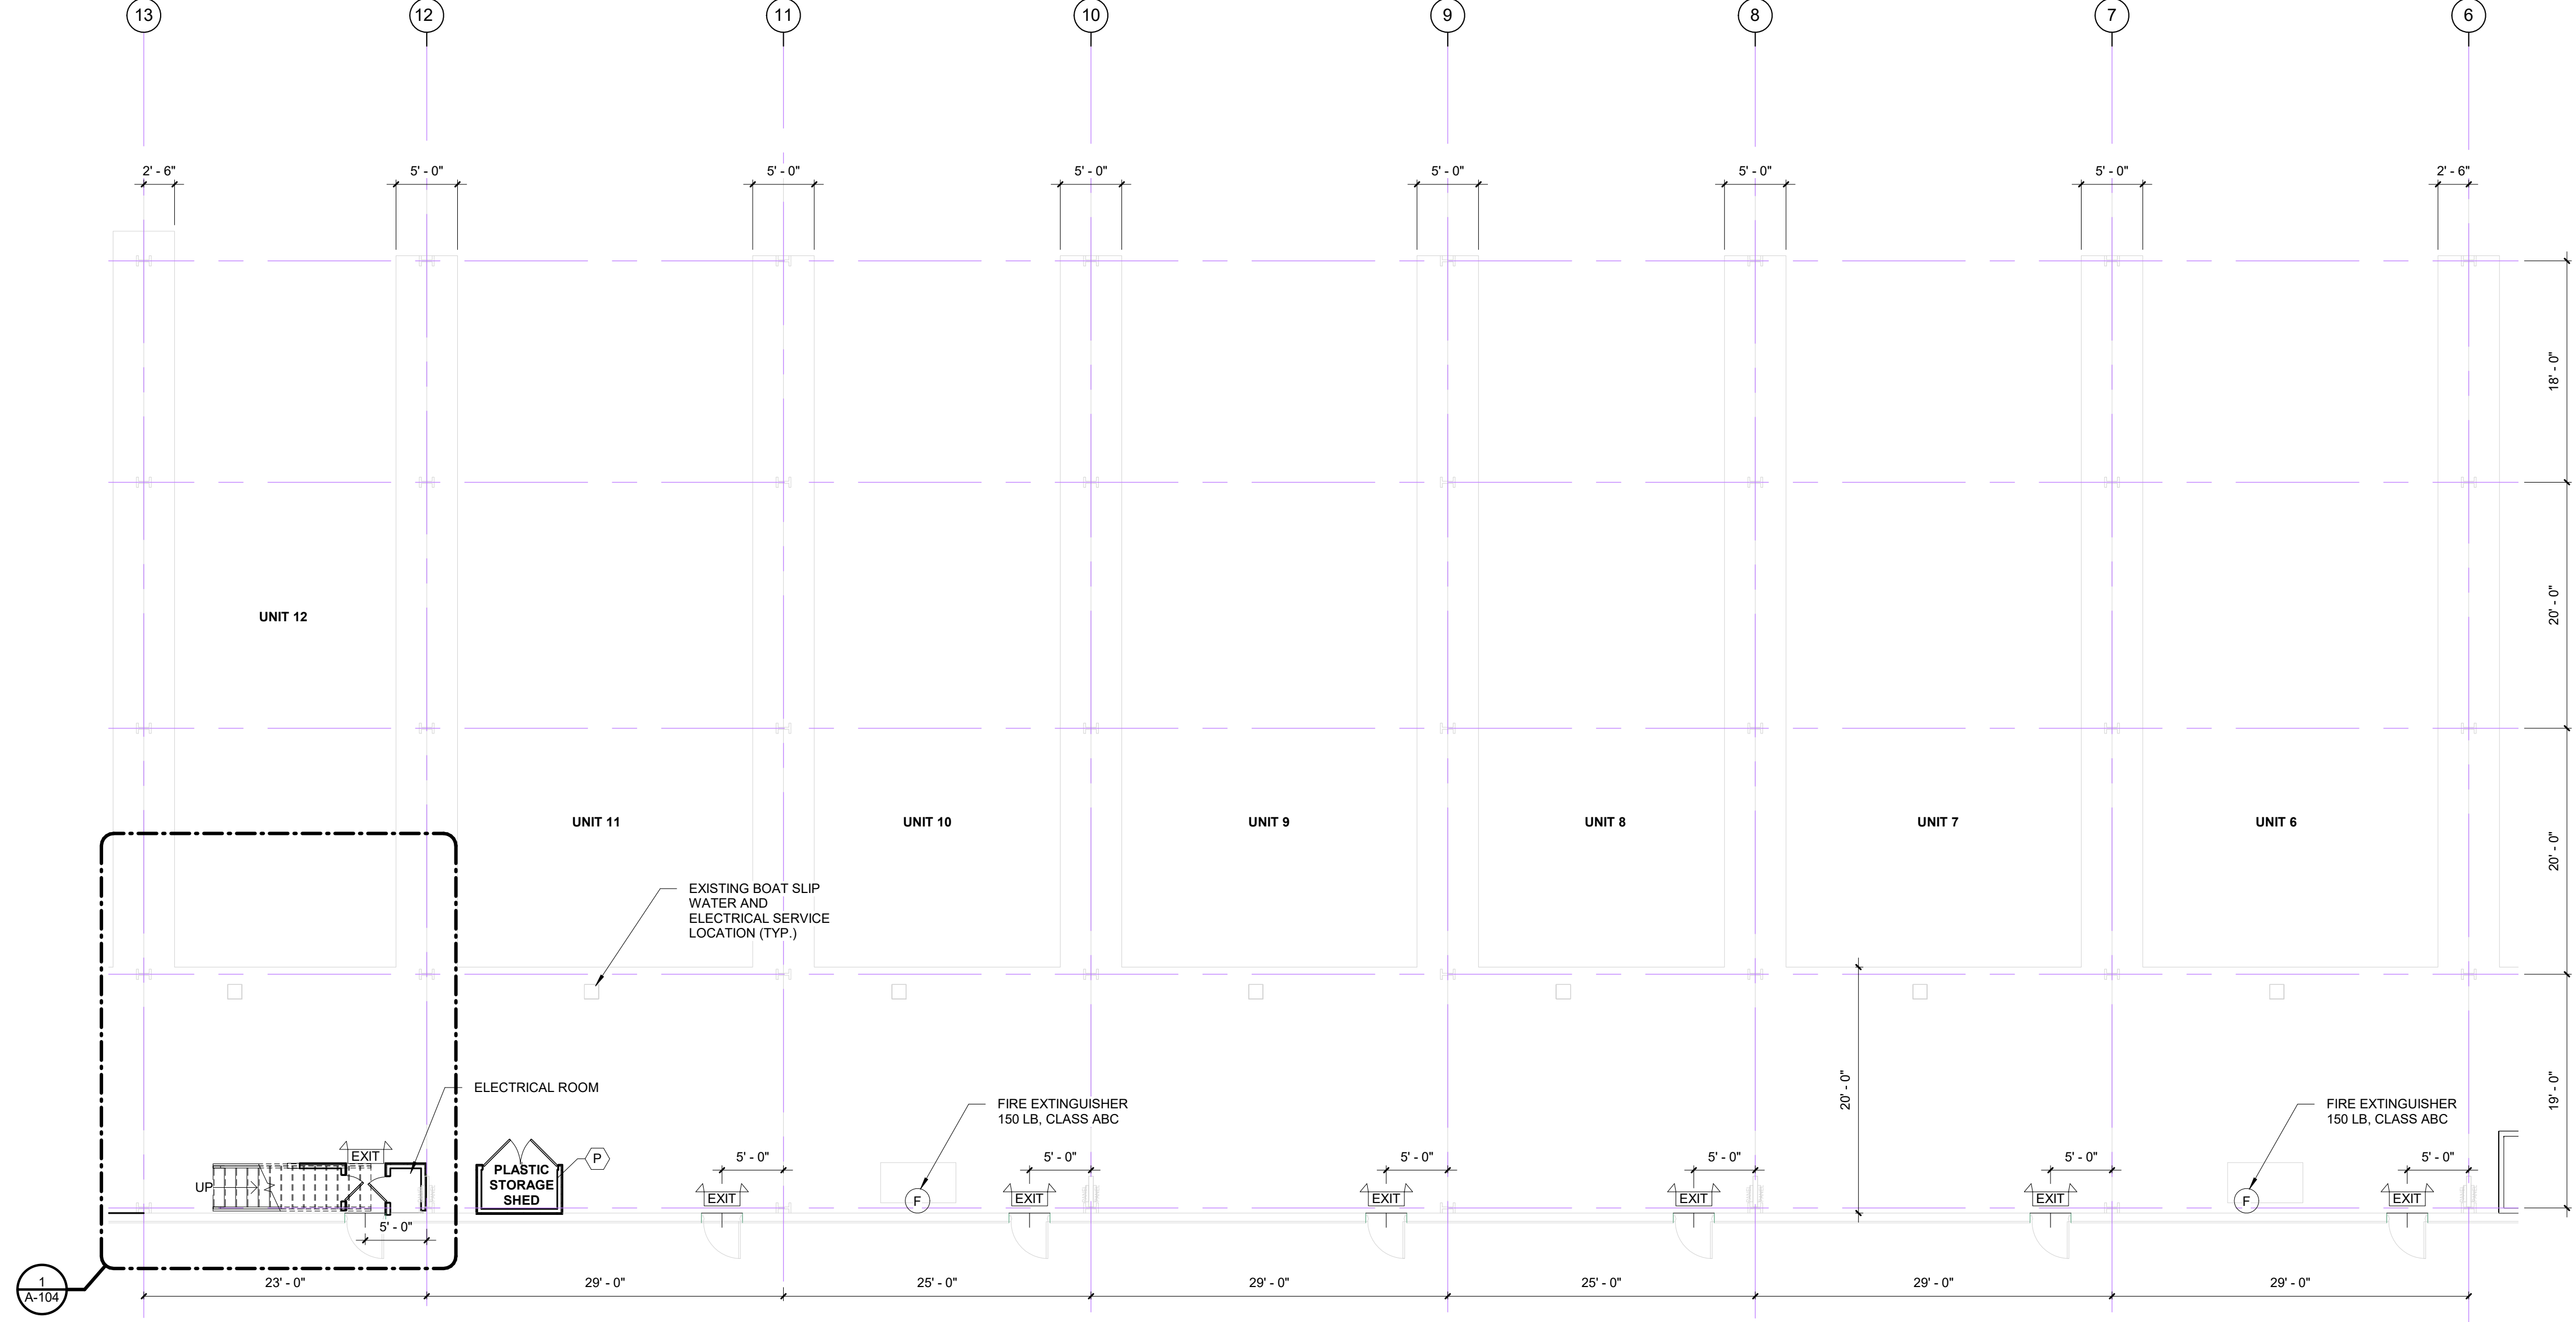 13
12
11
10
9
8
7
6
2' - 6"
5' - 0"
5' - 0"
5' - 0"
5' - 0"
5' - 0"
5' - 0"
2' - 6"
18' - 0"
20' - 0"
UNIT 12
UNIT 11
UNIT 10
UNIT 9
UNIT 8
UNIT 7
UNIT 6
20' - 0"
EXISTING BOAT SLIP
WATER AND
ELECTRICAL SERVICE
LOCATION (TYP.)
ELECTRICAL ROOM
FIRE EXTINGUISHER
150 LB, CLASS ABC
20' - 0"
FIRE EXTINGUISHER
150 LB, CLASS ABC
19' - 0"
EXIT
P
PLASTIC
STORAGE
SHED
UP
5' - 0"
5' - 0"
5' - 0"
5' - 0"
5' - 0"
5' - 0"
EXIT
F
EXIT
EXIT
EXIT
EXIT
F
EXIT
5' - 0"
1
A-104
23' - 0"
29' - 0"
25' - 0"
29' - 0"
25' - 0"
29' - 0"
29' - 0"